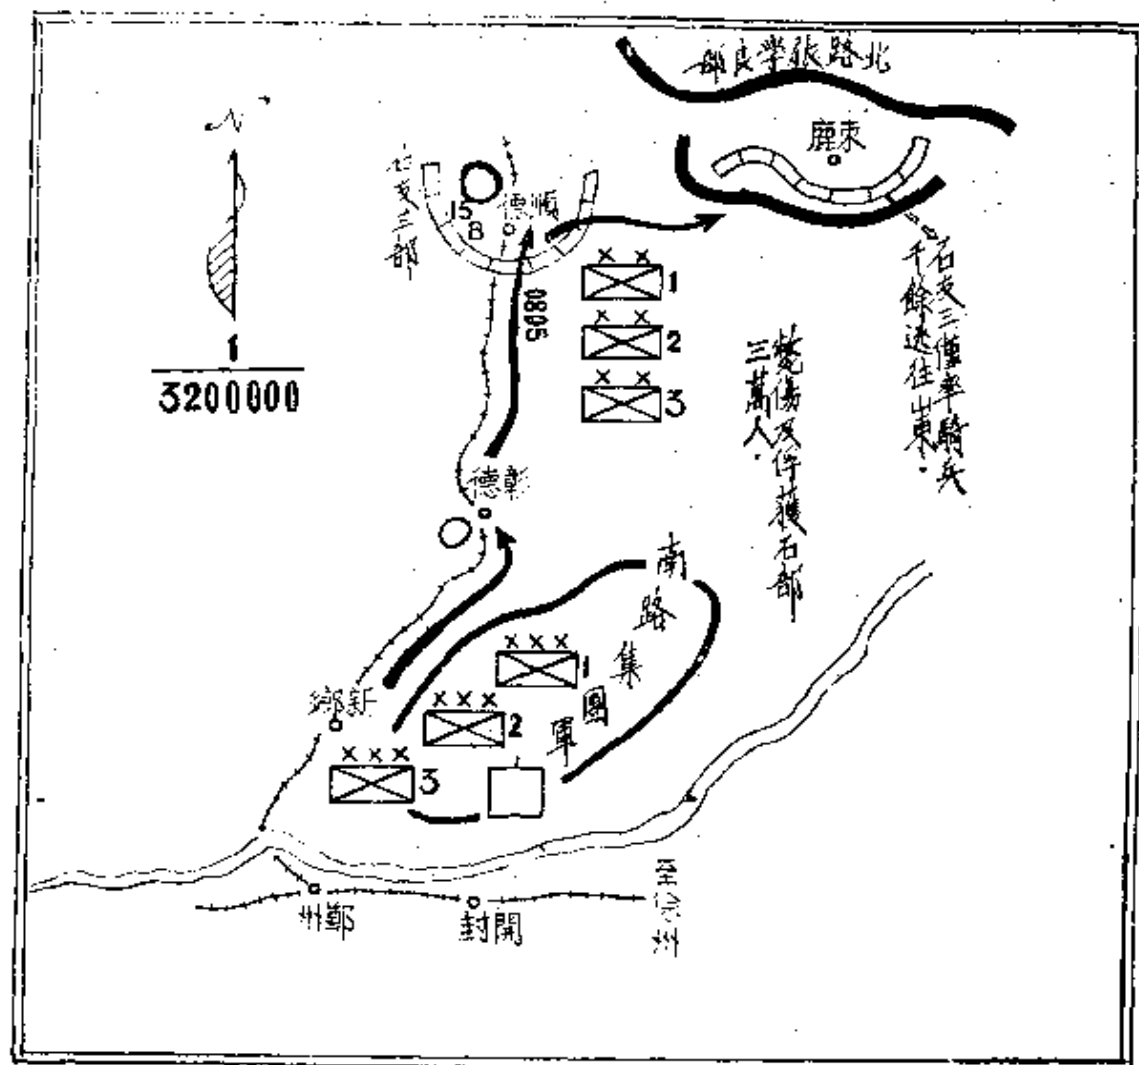 北路張學良部
束鹿
N
石友三部
15
B
順德
0805
1
3200000
1
2
3
石友三僅率騎兵
千餘逃往山東.
斃傷及俘獲石部
三萬人.
彰德
南路集團軍
1
2
3
新鄉
鄭州
開封
至徐州